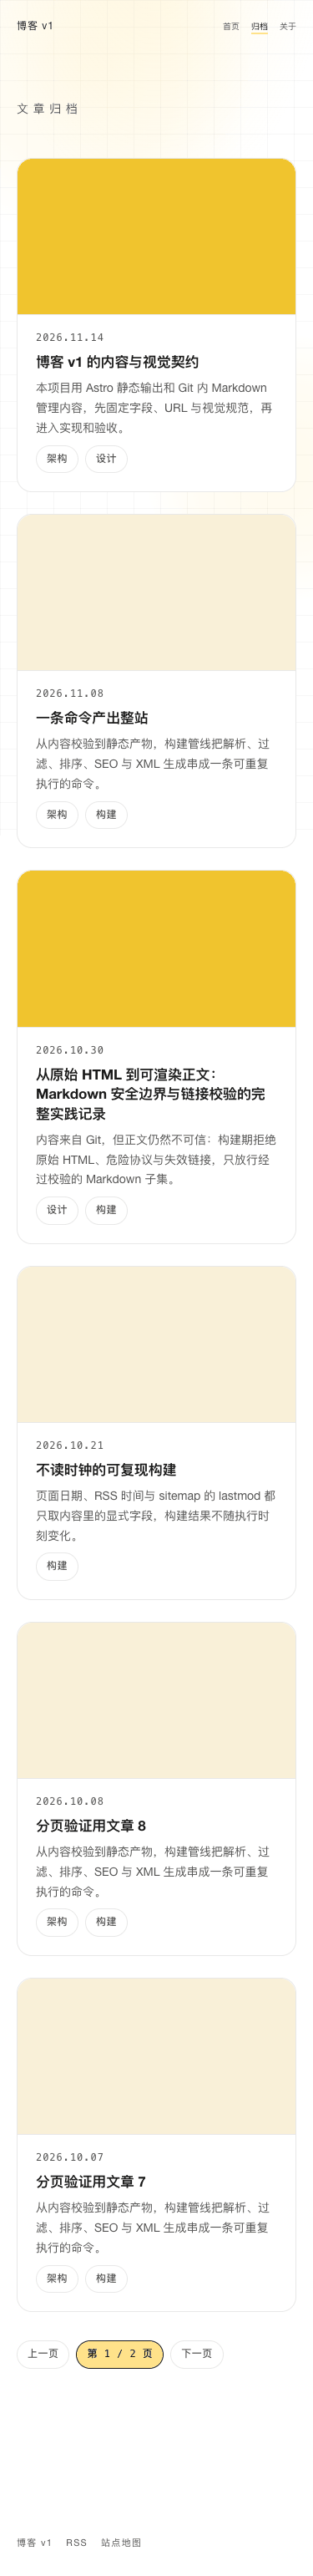 博客 v1 首页 归档 关于
文章归档
2026.11.14
博客 v1 的内容与视觉契约
本项目用 Astro 静态输出和 Git 内 Markdown
管理内容，先固定字段、URL 与视觉规范，再
进入实现和验收。
架构 设计
2026.11.08
一条命令产出整站
从内容校验到静态产物，构建管线把解析、过
滤、排序、SEO 与 XML 生成串成一条可重复
执行的命令。
架构 构建
2026.10.30
从原始 HTML 到可渲染正文：
Markdown 安全边界与链接校验的完
整实践记录
内容来自 Git，但正文仍然不可信：构建期拒绝
原始 HTML、危险协议与失效链接，只放行经
过校验的 Markdown 子集。
设计 构建
2026.10.21
不读时钟的可复现构建
页面日期、RSS 时间与 sitemap 的 lastmod 都
只取内容里的显式字段，构建结果不随执行时
刻变化。
构建
2026.10.08
分页验证用文章 8
从内容校验到静态产物，构建管线把解析、过
滤、排序、SEO 与 XML 生成串成一条可重复
执行的命令。
架构 构建
2026.10.07
分页验证用文章 7
从内容校验到静态产物，构建管线把解析、过
滤、排序、SEO 与 XML 生成串成一条可重复
执行的命令。
架构 构建
上一页 第 1 / 2 页 下一页
博客 v1 RSS 站点地图